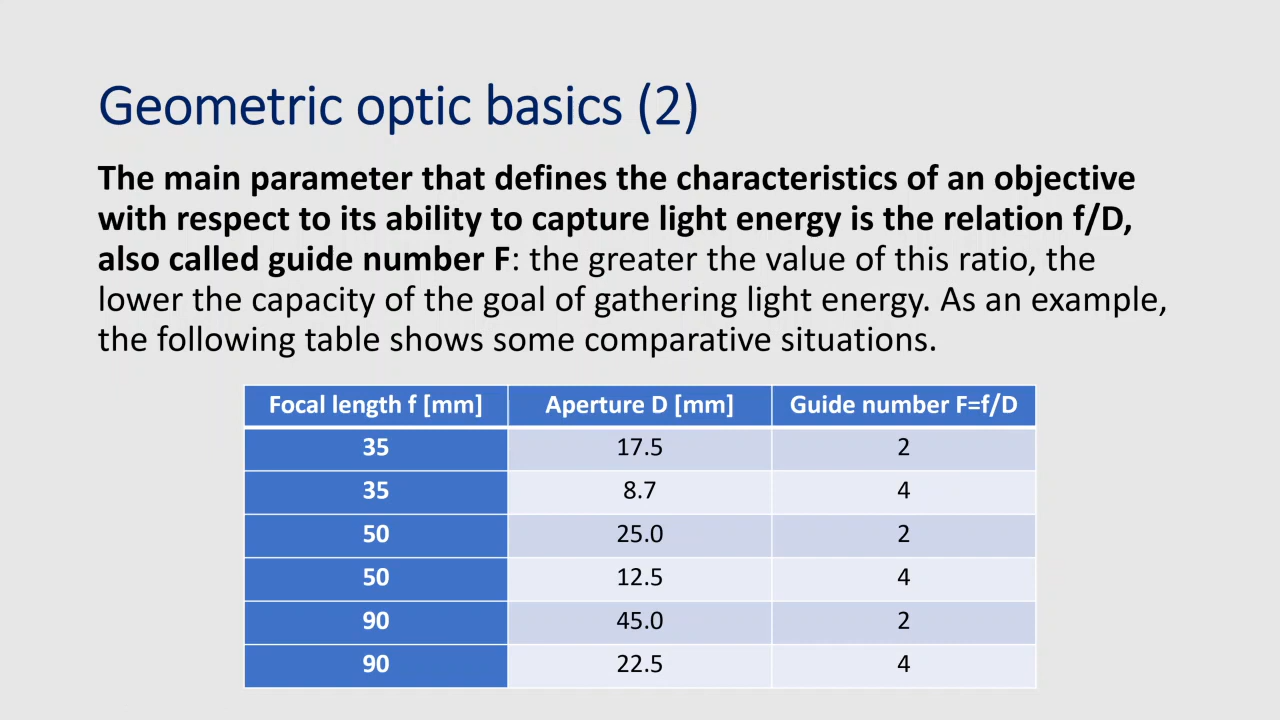 Geometric optic basics (2)
The main parameter that defines the characteristics of an objective
with respect to its ability to capture light energy is the relation f/D,
also called guide number F: the greater the value of this ratio, the
lower the capacity of the goal of gathering light energy. As an example,
the following table shows some comparative situations.
Focal length f [mm] Aperture D [mm] Guide number F=f/D
35 17.5 2
35 8.7 4
50 25.0 2
50 12.5 4
90 45.0 2
90 22.5 4